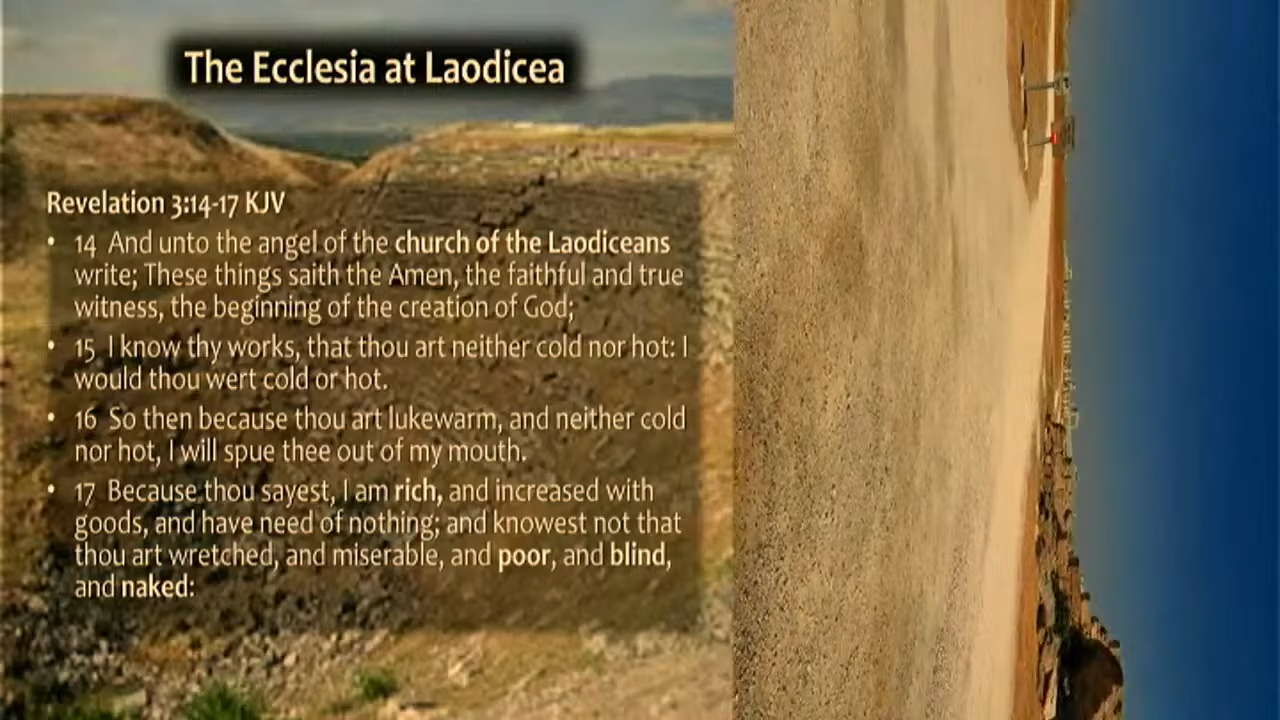 The Ecclesia at Laodicea
Revelation 3:14-17 KJV
• 14 And unto the angel of the church of the Laodiceans
write; These things saith the Amen, the faithful and true
witness, the beginning of the creation of God;
• 15 I know thy works, that thou art neither cold nor hot: I
would thou wert cold or hot.
• 16 So then because thou art lukewarm, and neither cold
nor hot, I will spue thee out of my mouth.
• 17 Because thou sayest, I am rich, and increased with
goods, and have need of nothing; and knowest not that
thou art wretched, and miserable, and poor, and blind,
and naked: